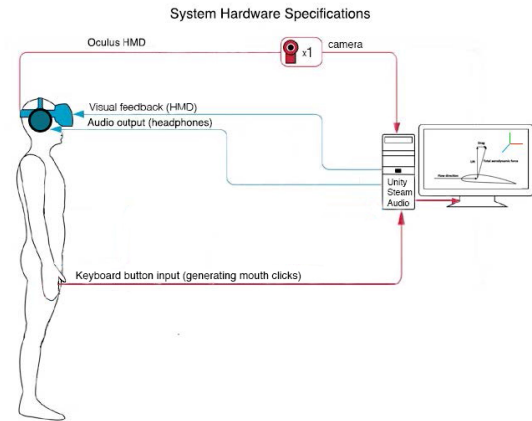 System Hardware Specifications
Oculus HMD
x1
camera
Visual feedback (HMD)
Audio output (headphones)
Unity
Steam
Audio
Drag
Lift
Total aerodynamic force
Flow direction
Keyboard button input (generating mouth clicks)